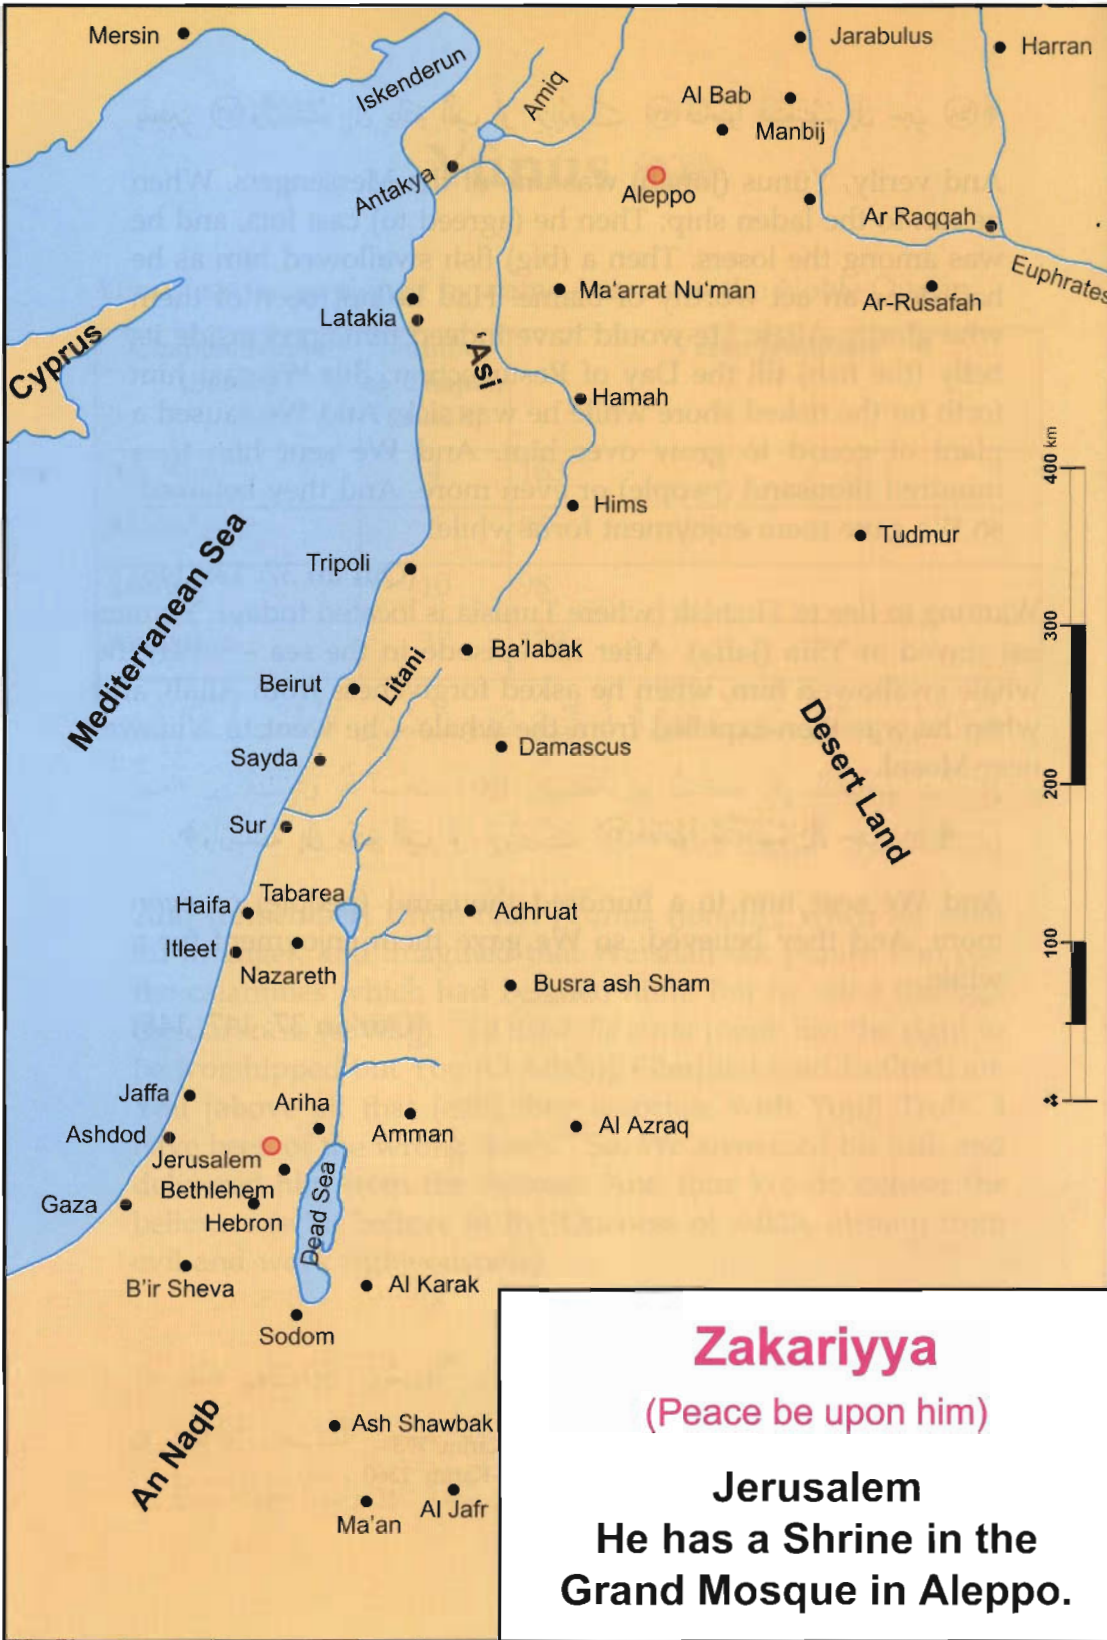 Mersin
Jarabulus
Harran
Iskenderun
Amiq
Al Bab
Manbij
Antakya
Aleppo
Ar Raqqah
Euphrates
Ma'arrat Nu'man
Ar-Rusafah
Latakia
Cyprus
'Asi
Hamah
400 km
Hims
Tudmur
Mediterranean Sea
Tripoli
300
Ba'labak
Litani
Beirut
Desert Land
Damascus
Sayda
200
Sur
Tabarea
Haifa
Adhruat
Itleet
100
Nazareth
Busra ash Sham
Jaffa
Ariha
Ashdod
Amman
Al Azraq
Jerusalem
Dead Sea
Bethlehem
Gaza
Hebron
B'ir Sheva
Al Karak
Sodom
An Naqb
Ash Shawbak
Al Jafr
Ma'an
Zakariyya
(Peace be upon him)
Jerusalem
He has a Shrine in the
Grand Mosque in Aleppo.